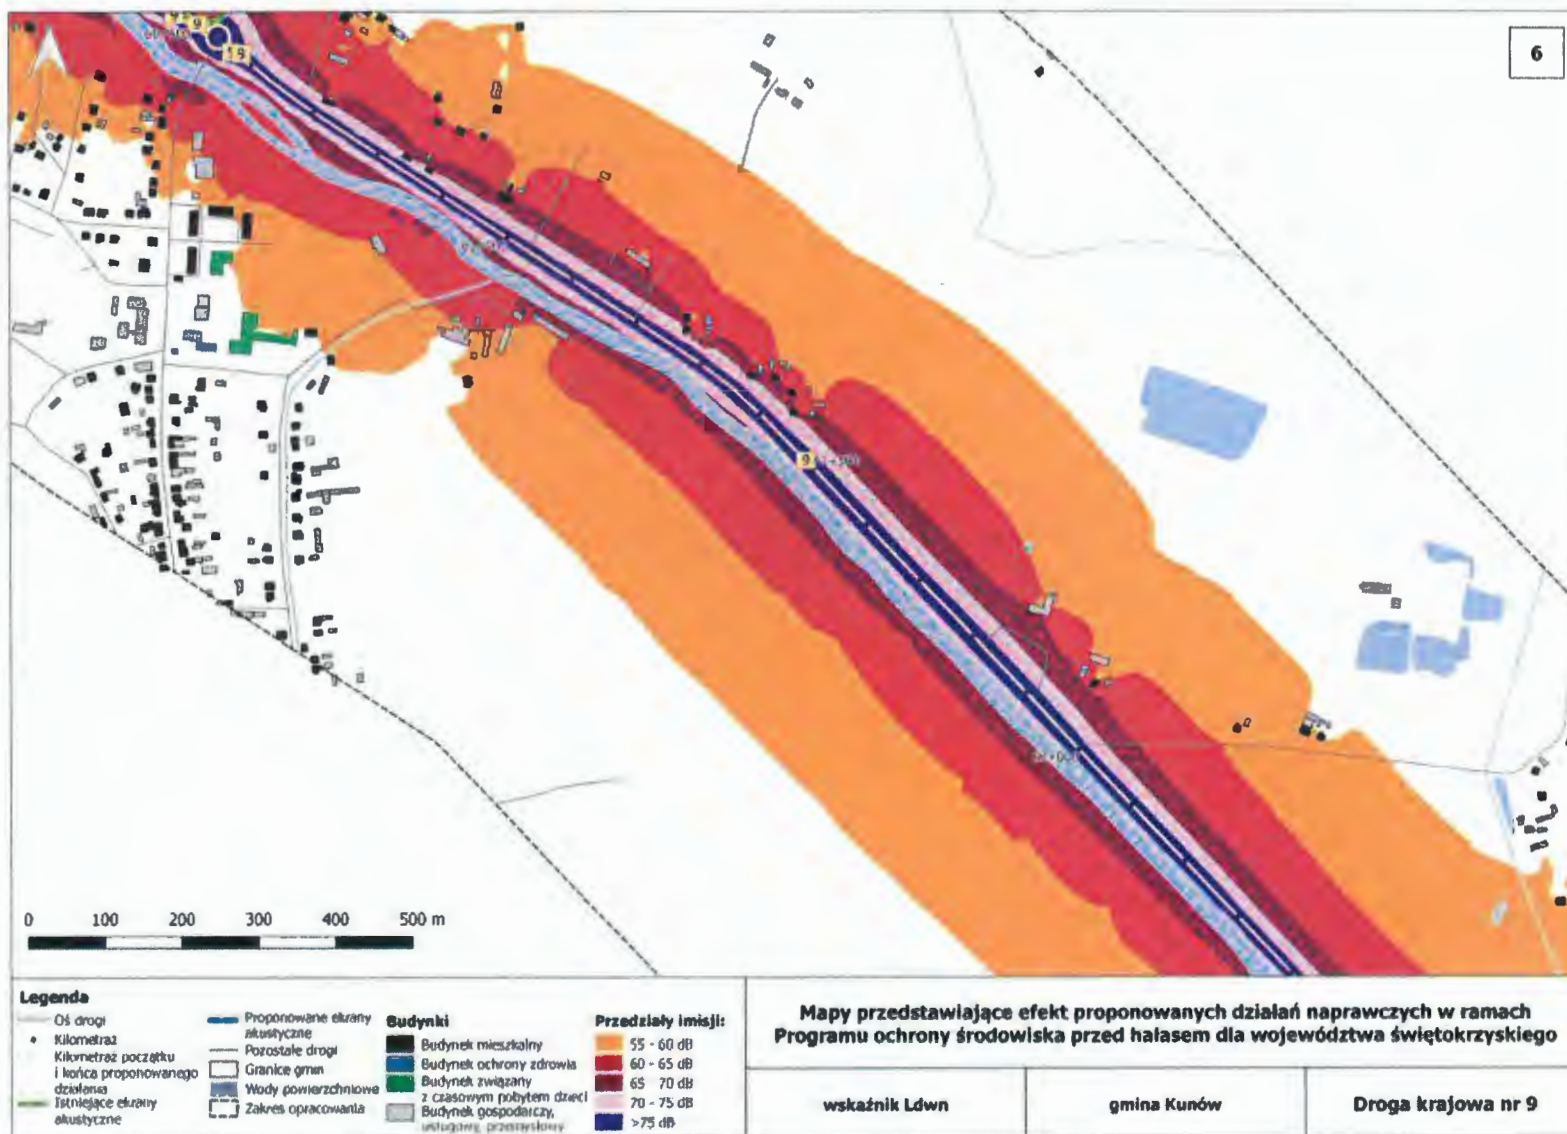 6
9
9
0 100 200 300 400 500 m
Legenda
Oś drogi
Kilometraż
Kilometraż początku
i końca proponowanego
działania
Istniejące ekrany
akustyczne
Proponowane ekrany
akustyczne
Pozostałe drogi
Granice gmin
Wody powierzchniowe
Zakres opracowania
Budynki
Budynek mieszkalny
Budynek ochrony zdrowia
Budynek związany
z czasowym pobytem dzieci
Budynek gospodarczy,
usługowy, przemysłowy
Przedziały imisji:
55 - 60 dB
60 - 65 dB
65 70 dB
70 - 75 dB
>75 dB
Mapy przedstawiające efekt proponowanych działań naprawczych w ramach
Programu ochrony środowiska przed hałasem dla województwa świętokrzyskiego
wskaźnik Ldwn
gmina Kunów
Droga krajowa nr 9